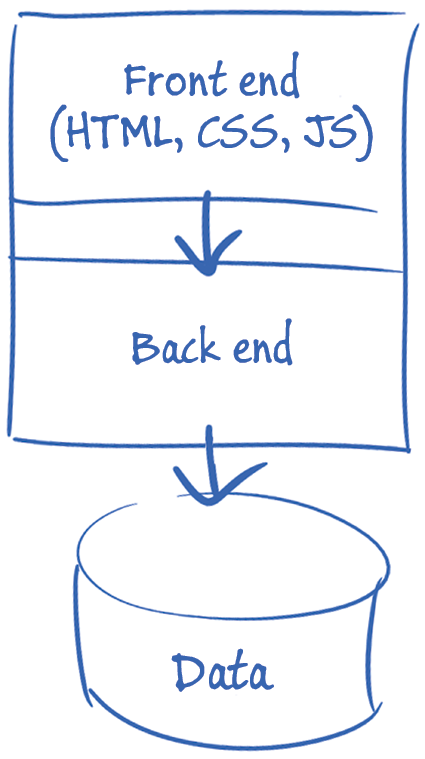 Front end
(HTML, CSS, JS)
Back end
Data